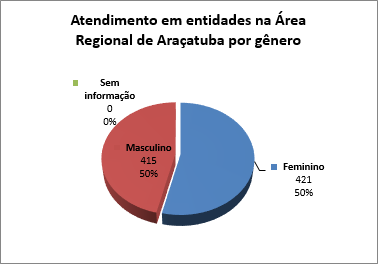 Atendimento em entidades na Área
Regional de Araçatuba por gênero
Sem
informação
0
0%
Masculino
415
50%
Feminino
421
50%